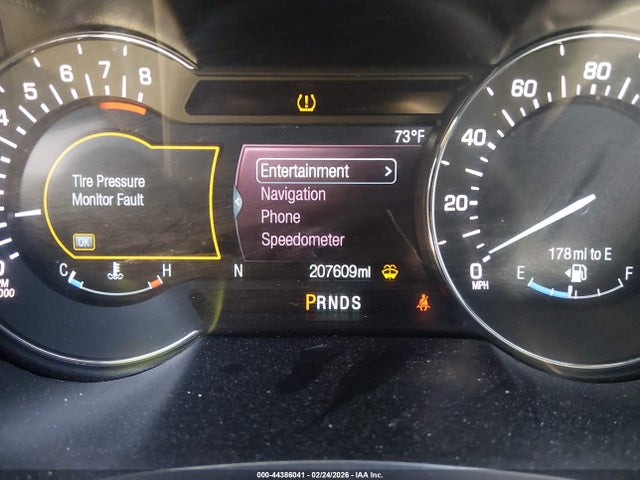 4 5 6 7 8
73°F
60 80
40
20
0
MPH
Tire Pressure
Monitor Fault
OK
Entertainment >
Navigation
Phone
Speedometer
178 mi to E
C H
N 207609mi
E F
PRNDS
000-44386041 - 02/24/2026 - IAA Inc.